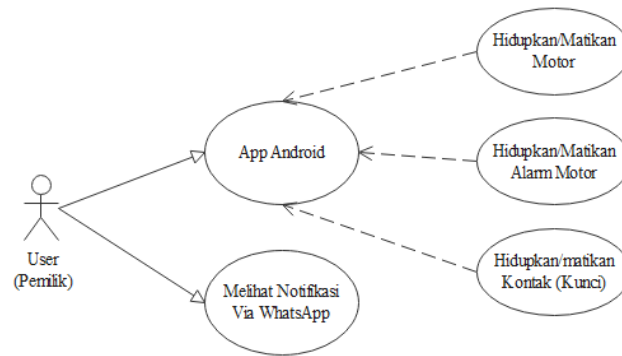 Hidupkan/Matikan
Motor
App Android
Hidupkan/Matikan
Alarm Motor
User
(Pemilik)
Melihat Notifikasi
Via WhatsApp
Hidupkan/matikan
Kontak (Kunci)